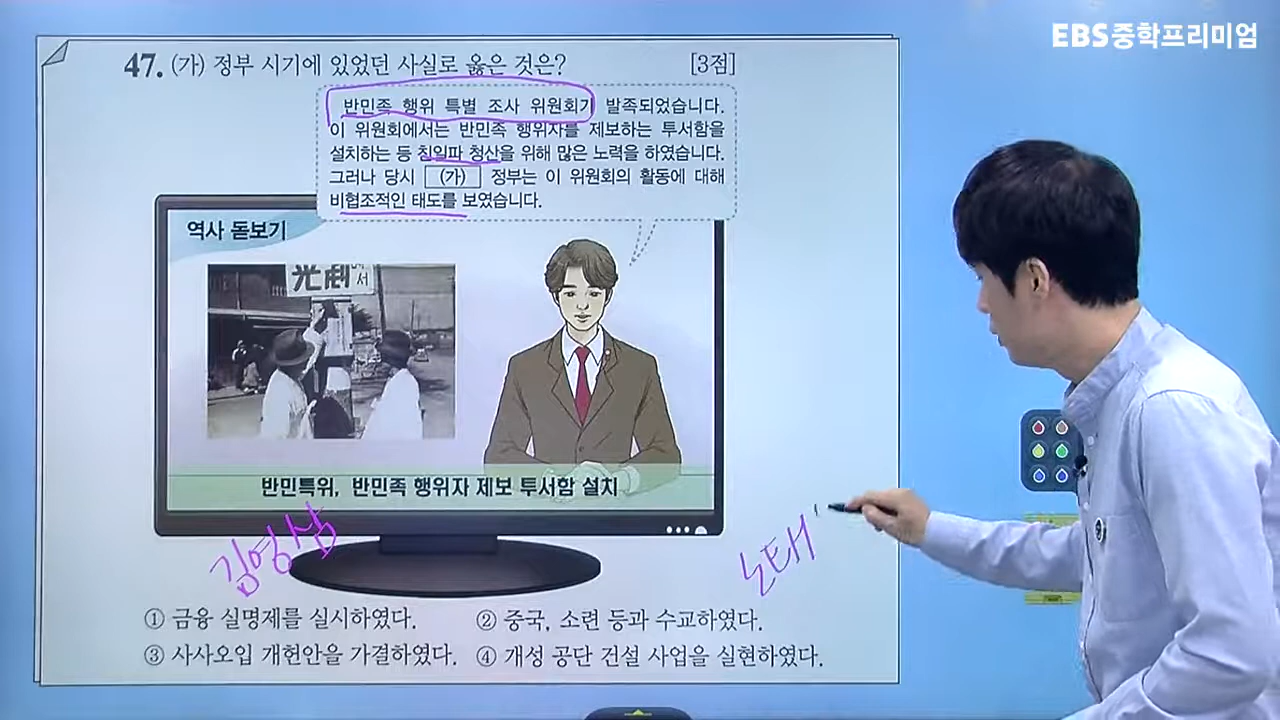 EBS중학프리미엄
47. (가) 정부 시기에 있었던 사실로 옳은 것은? [3점]
반민족 행위 특별 조사 위원회가 발족되었습니다.
이 위원회에서는 반민족 행위자를 제보하는 투서함을
설치하는 등 친일파 청산을 위해 많은 노력을 하였습니다.
그러나 당시 (가) 정부는 이 위원회의 활동에 대해
비협조적인 태도를 보였습니다.
역사 돋보기
에서
반민특위, 반민족 행위자 제보 투서함 설치
김영삼
노태
① 금융 실명제를 실시하였다. ② 중국, 소련 등과 수교하였다.
③ 사사오입 개헌안을 가결하였다. ④ 개성 공단 건설 사업을 실현하였다.